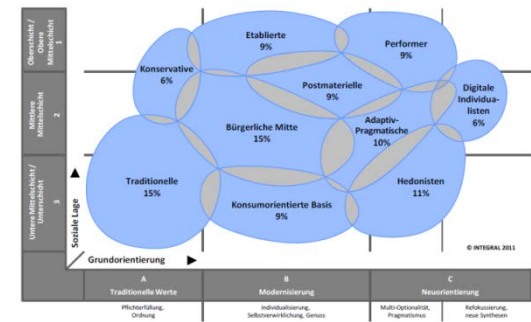 Oberschicht /
Obere
Mittelschicht
1
Mittlere
Mittelschicht
2
Untere Mittelschicht /
Unterschicht
3
Soziale Lage
Etablierte
9%
Performer
9%
Konservative
6%
Postmaterielle
9%
Digitale
Individua-
listen
6%
Bürgerliche Mitte
15%
Adaptiv-
Pragmatische
10%
Traditionelle
15%
Konsumorientierte Basis
9%
Hedonisten
11%
© INTEGRAL 2011
Grundorientierung
A
Traditionelle Werte
B
Modernisierung
C
Neuorientierung
Pflichterfüllung,
Ordnung
Individualisierung,
Selbstverwirklichung, Genuss
Multi-Optionalität,
Pragmatismus
Refokussierung,
neue Synthesen